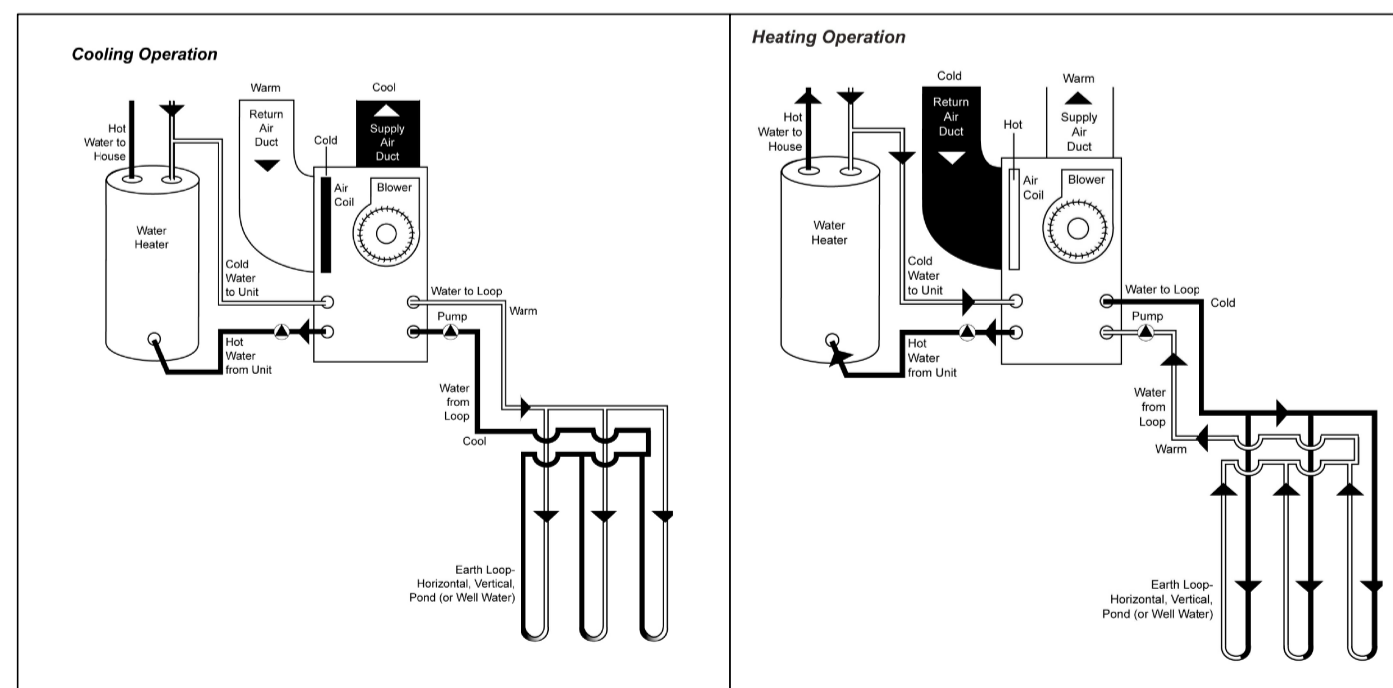 Cooling Operation
Warm
Cool
Return
Air
Duct
Cold
Supply
Air
Duct
Hot
Water to
House
Air
Coil
Blower
Water
Heater
Cold
Water
to Unit
Water to Loop
Warm
Pump
Hot
Water
from Unit
Water
from
Loop
Cool
Earth Loop-
Horizontal, Vertical,
Pond (or Well Water)
Heating Operation
Cold
Warm
Return
Air
Duct
Hot
Supply
Air
Duct
Hot
Water to
House
Air
Coil
Blower
Water
Heater
Cold
Water
to Unit
Water to Loop
Cold
Pump
Hot
Water
from Unit
Water
from
Loop
Warm
Earth Loop-
Horizontal, Vertical,
Pond (or Well Water)